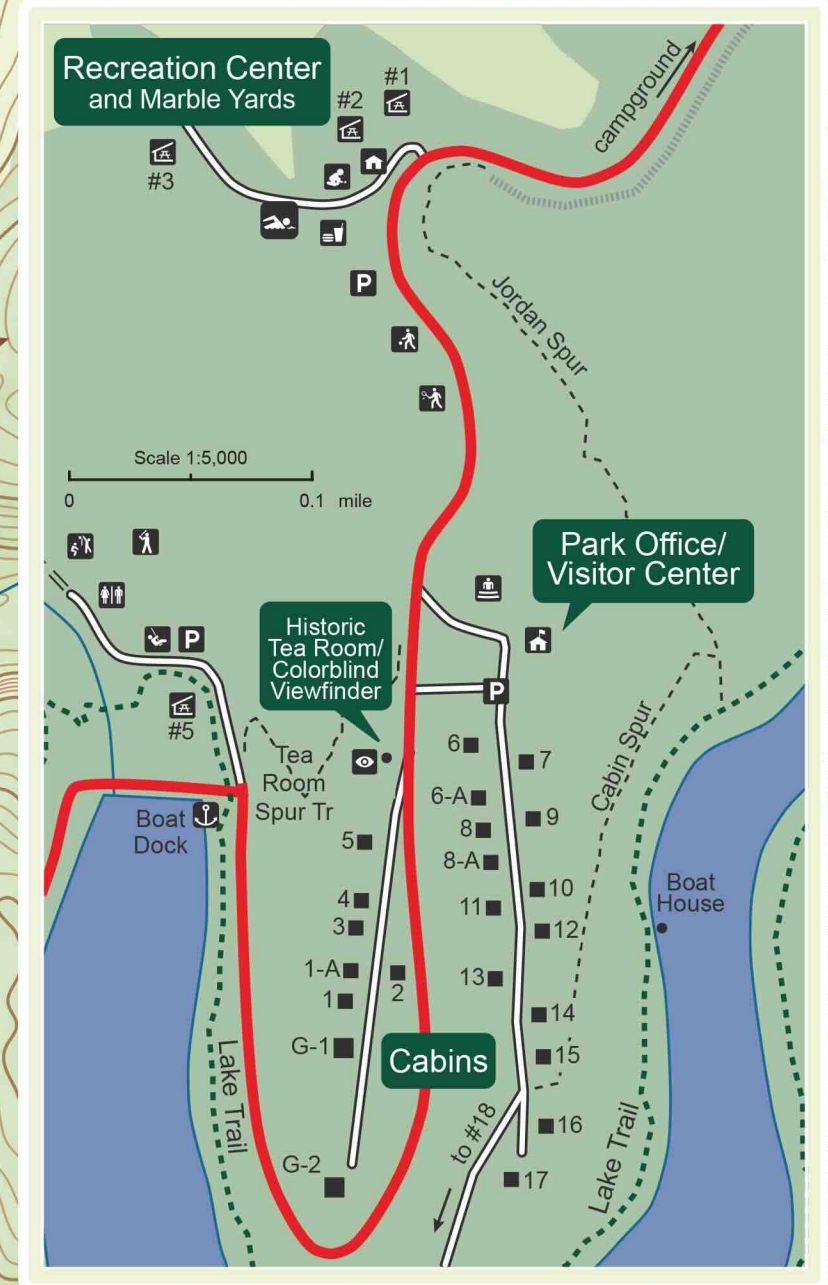 Recreation Center
and Marble Yards
#1
#2
#3
campground
P
Jordan Spur
Scale 1:5,000
0
0.1 mile
Park Office/
Visitor Center
Historic
Tea Room/
Colorblind
Viewfinder
P
#5
P
Tea
Room
Spur Tr
Boat
Dock
6
7
6-A
8
9
8-A
Cabin Spur
5
4
3
10
11
12
Boat
House
1-A
2
1
13
G-1
14
Cabins
15
Lake Trail
to #18
16
G-2
17
Lake Trail